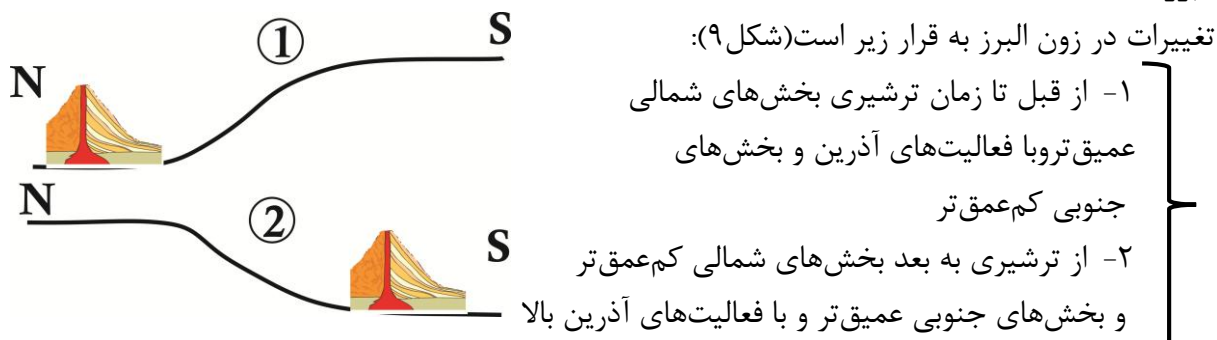 تغییرات در زون البرز به قرار زیر است(شکل۹):
۱- از قبل تا زمان ترشیری بخش‌های شمالی
عمیق‌تروبا فعالیت‌های آذرین و بخش‌های
جنوبی کم‌عمق‌تر
۲- از ترشیری به بعد بخش‌های شمالی کم‌عمق‌تر
و بخش‌های جنوبی عمیق‌تر و با فعالیت‌های آذرین بالا
N ① S
N ② S